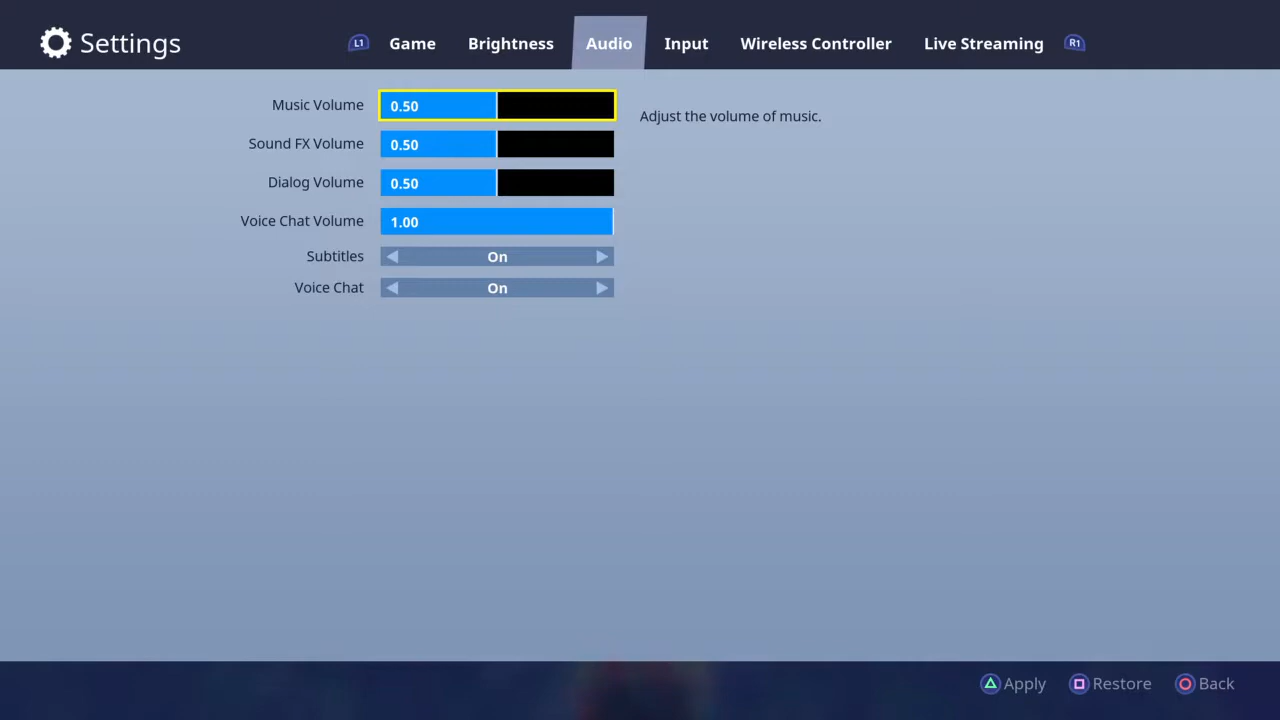 Settings
L1 Game Brightness Audio Input Wireless Controller Live Streaming R1
Music Volume 0.50 Adjust the volume of music.
Sound FX Volume 0.50
Dialog Volume 0.50
Voice Chat Volume 1.00
Subtitles On
Voice Chat On
Apply Restore Back